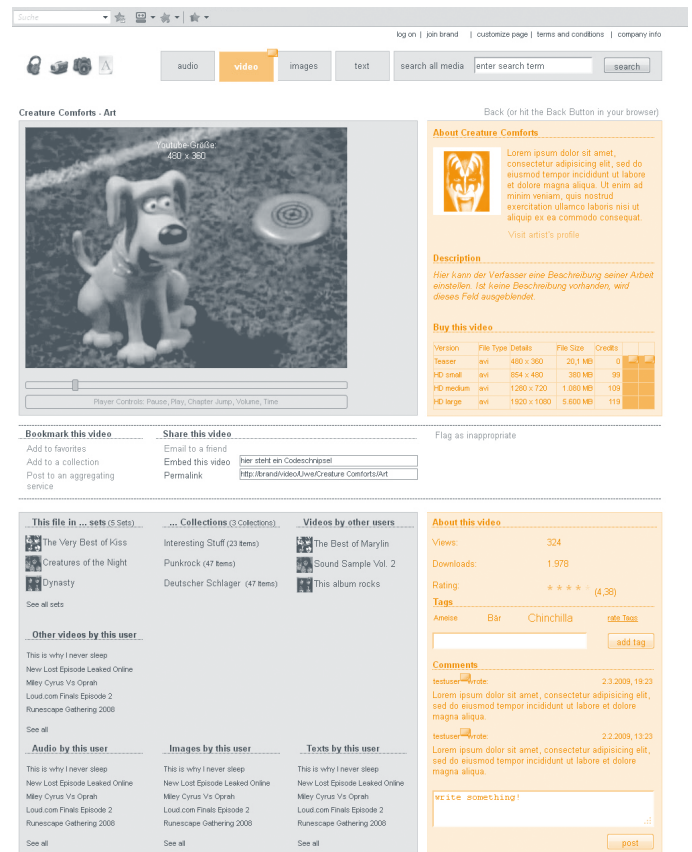 Suche
log on | join brand | customize page | terms and conditions | company info
audio video images text search all media enter search term search
Creature Comforts - Art
Back (or hit the Back Button in your browser)
Youtube-Größe:
480 x 360
Player Controls: Pause, Play, Chapter Jump, Volume, Time
About Creature Comforts
Lorem ipsum dolor sit amet,
consectetur adipisicing elit, sed do
eiusmod tempor incididunt ut labore
et dolore magna aliqua. Ut enim ad
minim veniam, quis nostrud
exercitation ullamco laboris nisi ut
aliquip ex ea commodo consequat.
Visit artist's profile
Description
Hier kann der Verfasser eine Beschreibung seiner Arbeit
einstellen. Ist keine Beschreibung vorhanden, wird
dieses Feld ausgeblendet.
Buy this video
Version File Type Details File Size Credits
Teaser avi 480 x 360 20,1 MB 0
HD small avi 854 x 480 380 MB 99
HD medium avi 1280 x 720 1.080 MB 109
HD large avi 1920 x 1080 5.600 MB 119
Bookmark this video
Add to favorites
Add to a collection
Post to an aggregating
service
Share this video
Email to a friend
Embed this video hier steht ein Codeschnipsel
Permalink http://brand/video/Uwe/Creature Comforts/Art
Flag as inappropriate
This file in ... sets (5 Sets)
The Very Best of Kiss
Creatures of the Night
Dynasty
See all sets
... Collections (3 Collections)
Interesting Stuff (23 Items)
Punkrock (47 Items)
Deutscher Schlager (47 Items)
Videos by other users
The Best of Marylin
Sound Sample Vol. 2
This album rocks
Other videos by this user
This is why I never sleep
New Lost Episode Leaked Online
Miley Cyrus Vs Oprah
Loud.com Finals Episode 2
Runescape Gathering 2008
See all
Audio by this user
This is why I never sleep
New Lost Episode Leaked Online
Miley Cyrus Vs Oprah
Loud.com Finals Episode 2
Runescape Gathering 2008
See all
Images by this user
This is why I never sleep
New Lost Episode Leaked Online
Miley Cyrus Vs Oprah
Loud.com Finals Episode 2
Runescape Gathering 2008
See all
Texts by this user
This is why I never sleep
New Lost Episode Leaked Online
Miley Cyrus Vs Oprah
Loud.com Finals Episode 2
Runescape Gathering 2008
See all
About this video
Views: 324
Downloads: 1.978
Rating: (4,38)
Tags
Ameise Bär Chinchilla rate Tags
add tag
Comments
testuser wrote: 2.3.2009, 19:23
Lorem ipsum dolor sit amet, consectetur adipisicing elit,
sed do eiusmod tempor incididunt ut labore et dolore
magna aliqua.
testuser wrote: 2.2.2009, 13:23
Lorem ipsum dolor sit amet, consectetur adipisicing elit,
sed do eiusmod tempor incididunt ut labore et dolore
magna aliqua.
write something!
post